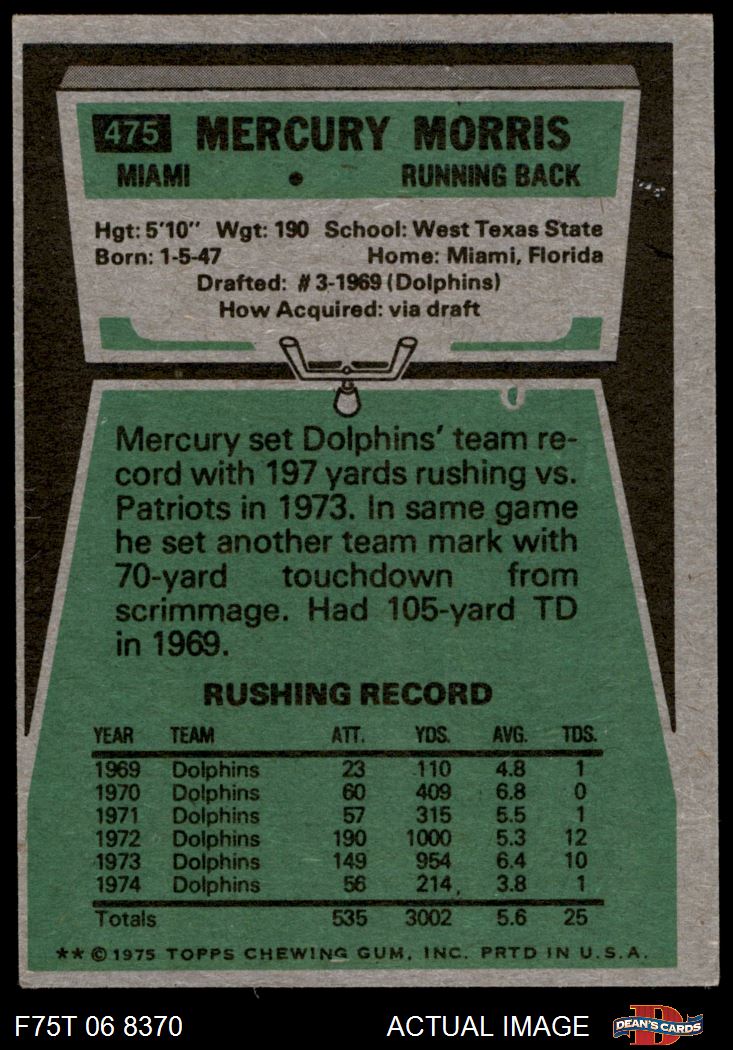 475 MERCURY MORRIS
MIAMI • RUNNING BACK
Hgt: 5'10" Wgt: 190 School: West Texas State
Born: 1-5-47 Home: Miami, Florida
Drafted: #3-1969 (Dolphins)
How Acquired: via draft
Mercury set Dolphins' team re-
cord with 197 yards rushing vs.
Patriots in 1973. In same game
he set another team mark with
70-yard touchdown from
scrimmage. Had 105-yard TD
in 1969.
RUSHING RECORD
YEAR TEAM ATT. YDS. AVG. TDS.
1969 Dolphins 23 110 4.8 1
1970 Dolphins 60 409 6.8 0
1971 Dolphins 57 315 5.5 1
1972 Dolphins 190 1000 5.3 12
1973 Dolphins 149 954 6.4 10
1974 Dolphins 56 214 3.8 1
Totals 535 3002 5.6 25
** © 1975 TOPPS CHEWING GUM, INC. PRTD IN U.S.A.
F75T 06 8370 ACTUAL IMAGE D DEAN'S CARDS